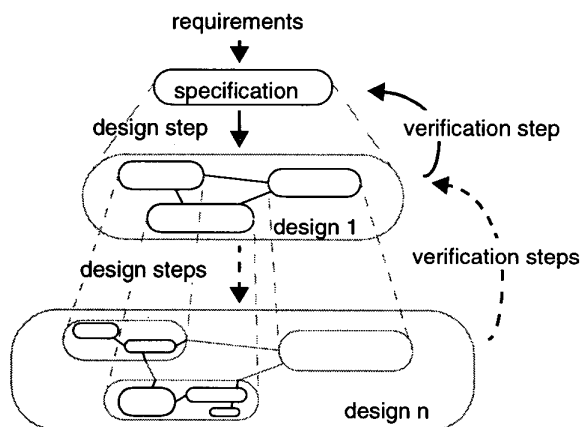 requirements
specification
design step
verification step
design 1
verification steps
design steps
design n